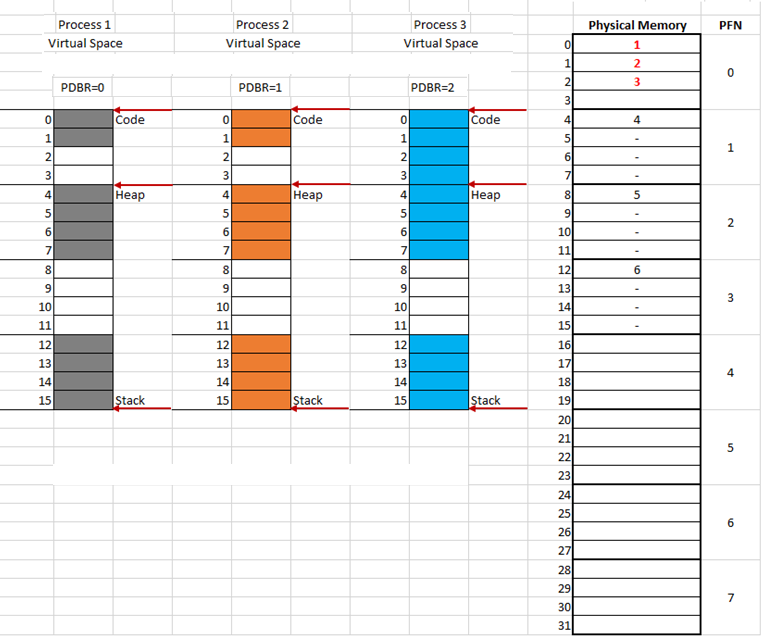 Process 1 Process 2 Process 3 Physical Memory PFN
Virtual Space Virtual Space Virtual Space 0 1
1 2 0
PDBR=0 PDBR=1 PDBR=2 2 3
3
0 Code 0 Code 0 Code 4 4
1 1 1 5 - 1
2 2 2 6 -
3 3 3 7 -
4 Heap 4 Heap 4 Heap 8 5
5 5 5 9 - 2
6 6 6 10 -
7 7 7 11 -
8 8 8 12 6
9 9 9 13 - 3
10 10 10 14 -
11 11 11 15 -
12 12 12 16
13 13 13 17 4
14 14 14 18
15 Stack 15 Stack 15 Stack 19
20
21 5
22
23
24
25 6
26
27
28
29 7
30
31